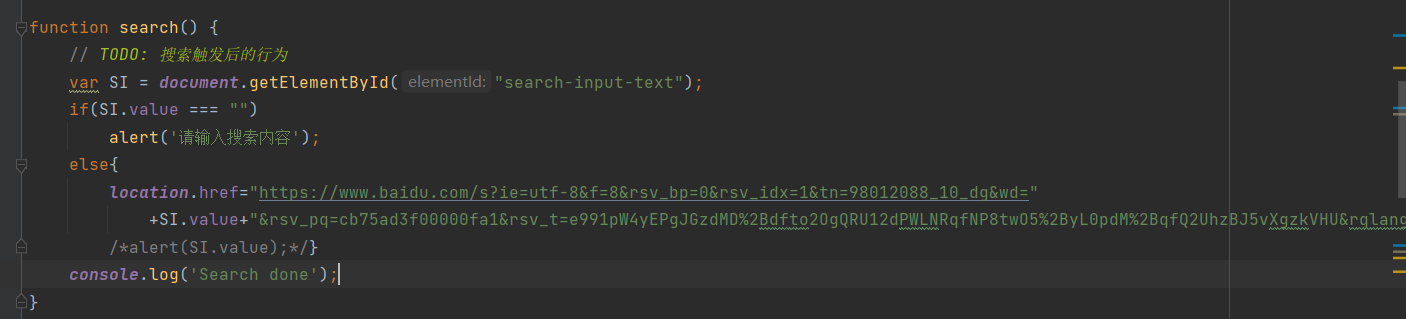 function search() {
// TODO: 搜索触发后的行为
var SI = document.getElementById( elementId: "search-input-text");
if(SI.value === "")
alert('请输入搜索内容');
else{
location.href="https://www.baidu.com/s?ie=utf-8&f=8&rsv_bp=0&rsv_idx=1&tn=98012088_10_dg&wd="
+SI.value+"&rsv_pq=cb75ad3f00000fa1&rsv_t=e991pW4yEPgJGzdMD%2Bdfto2OgQRU12dPWLNRqfNP8twO5%2ByL0pdM%2BqfQ2UhzBJ5vXgzkVHU&rqlang
/*alert(SI.value);*/}
console.log('Search done');
}